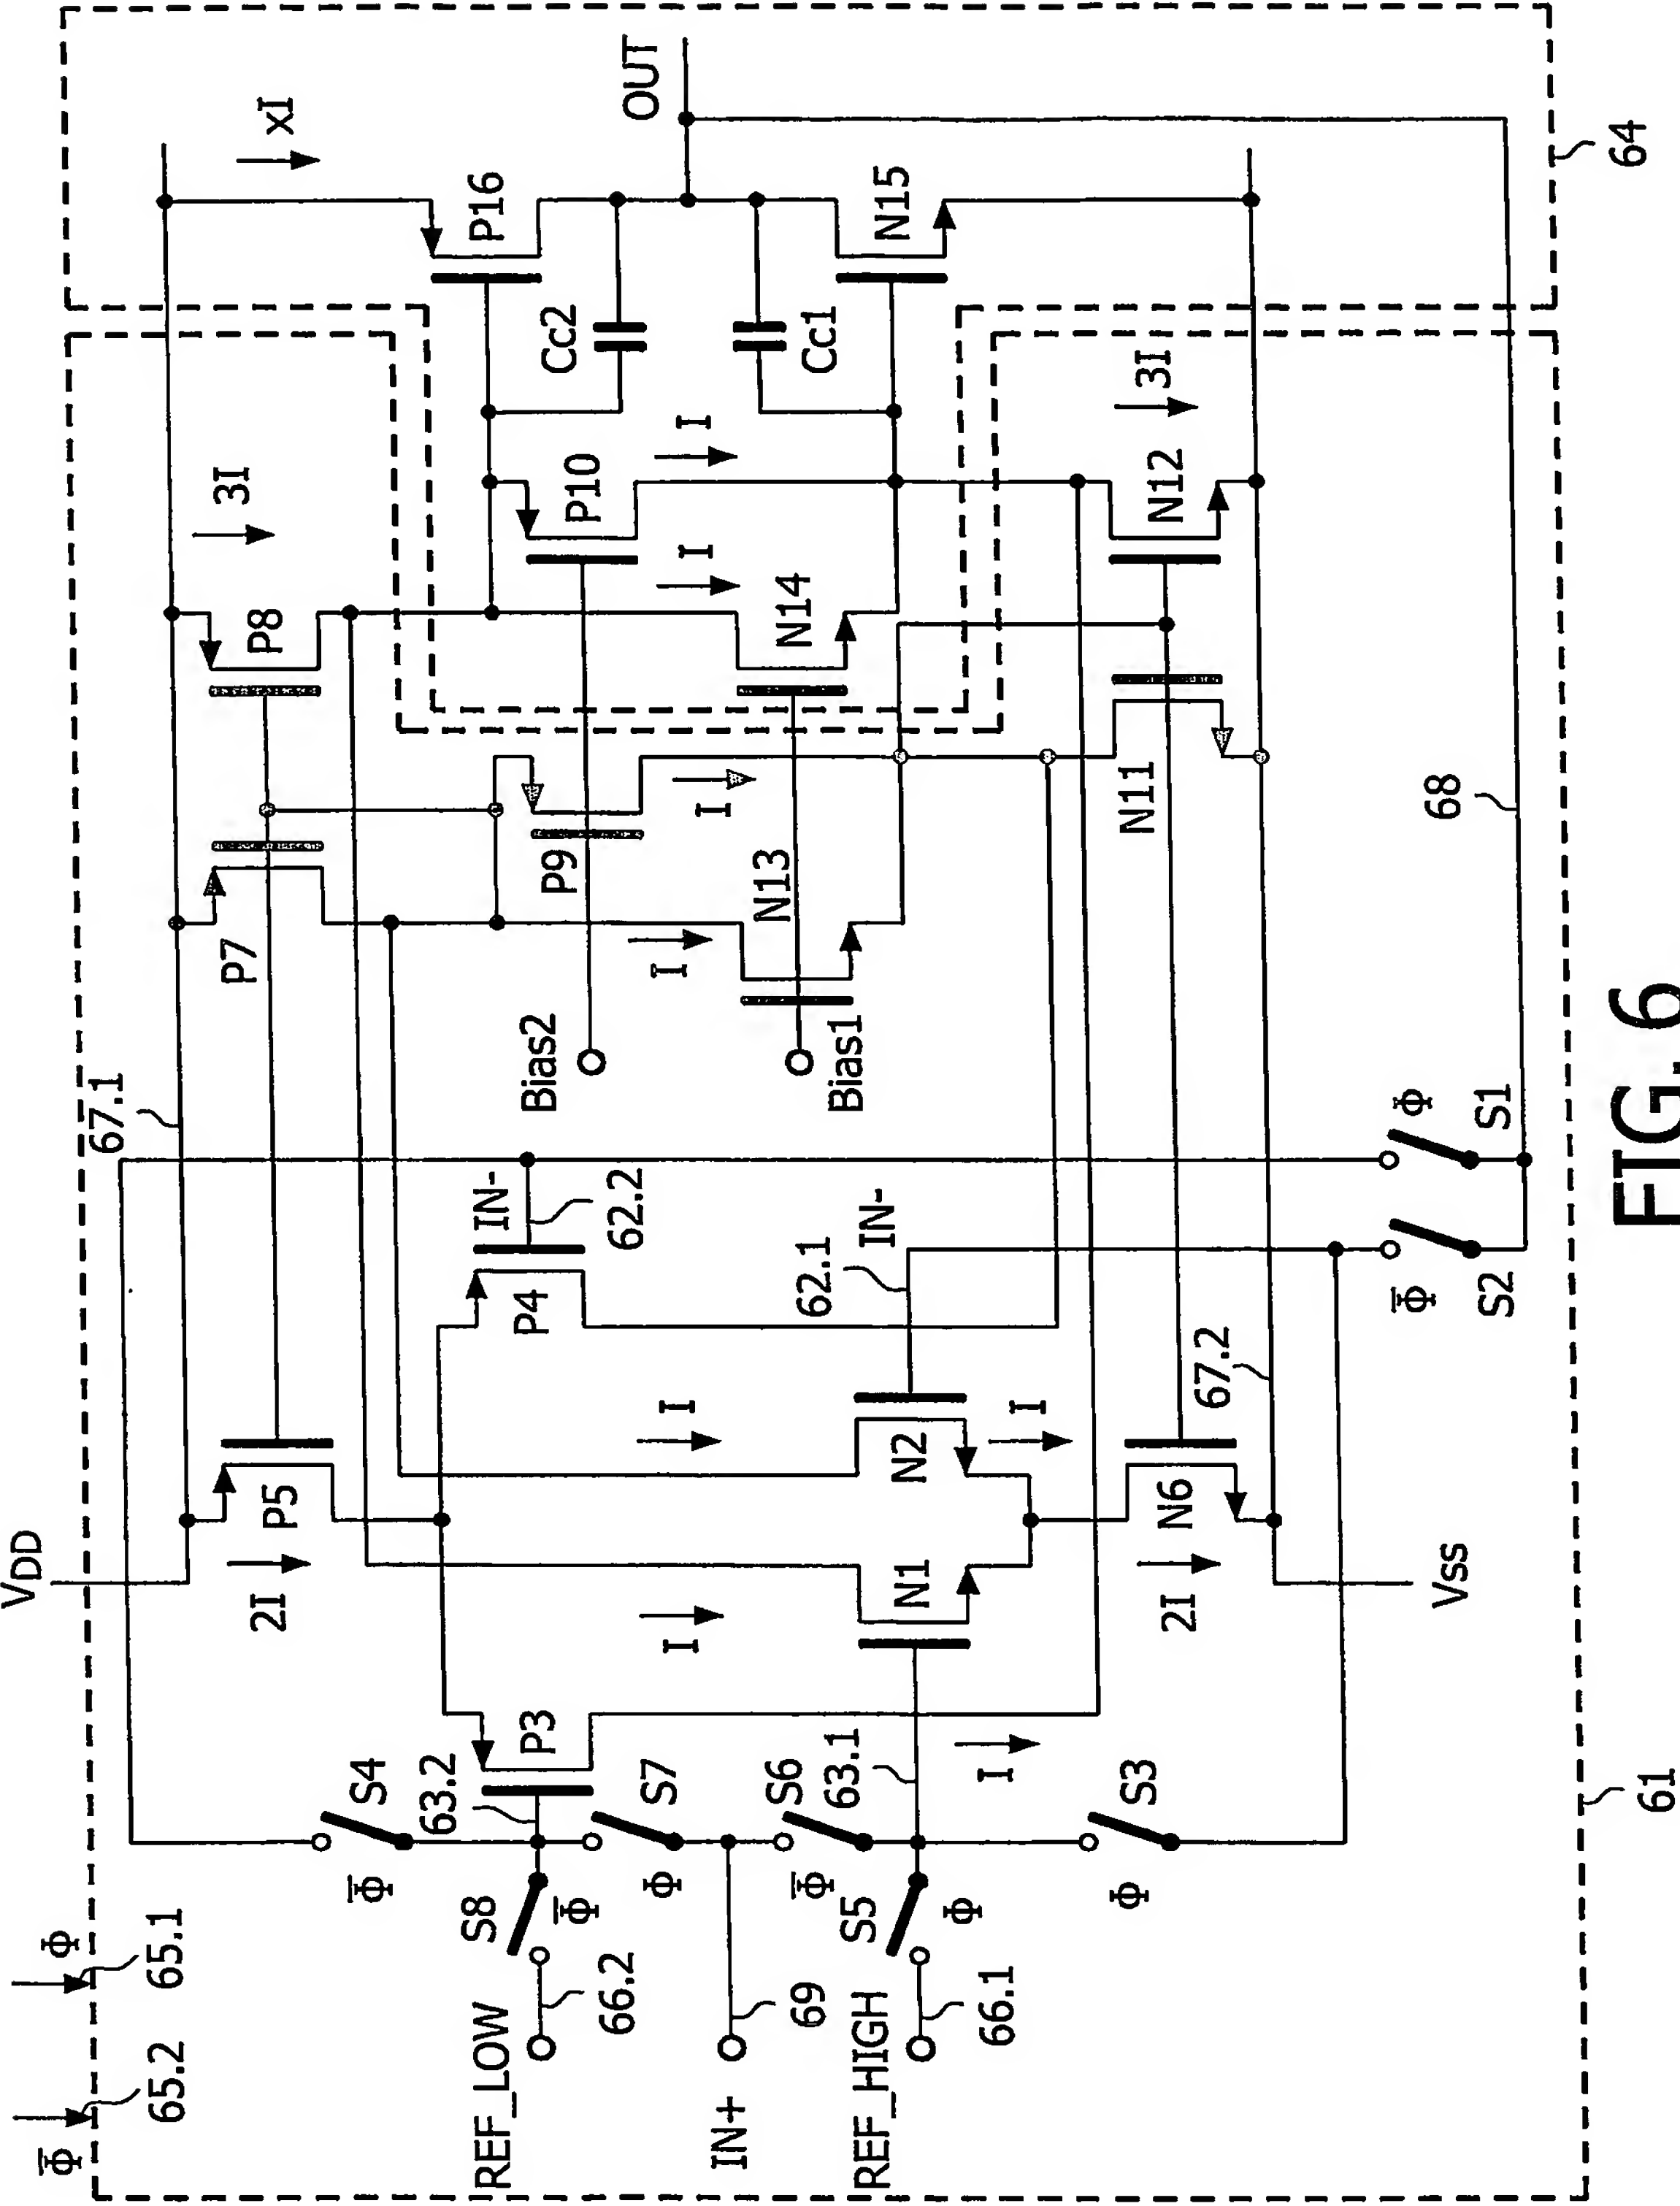 Φ̅
65.2
Φ
65.1
VDD
67.1
xI
OUT
64
3I
P16
N15
Cc2
Cc1
P8
P10
I
I
N14
3I
N12
P7
P9
I
N13
I
N11
68
Bias2
Bias1
IN-
62.2
P4
62.1
IN-
Φ
S1
Φ̅
S2
P5
2I
I
N2
I
67.2
N6
2I
Vss
N1
I
P3
63.2
S4
Φ̅
S7
Φ
S6
Φ̅
63.1
I
S3
Φ
S8
Φ̅
S5
Φ
REF_LOW
66.2
IN+
69
REF_HIGH
66.1
61
FIG. 6